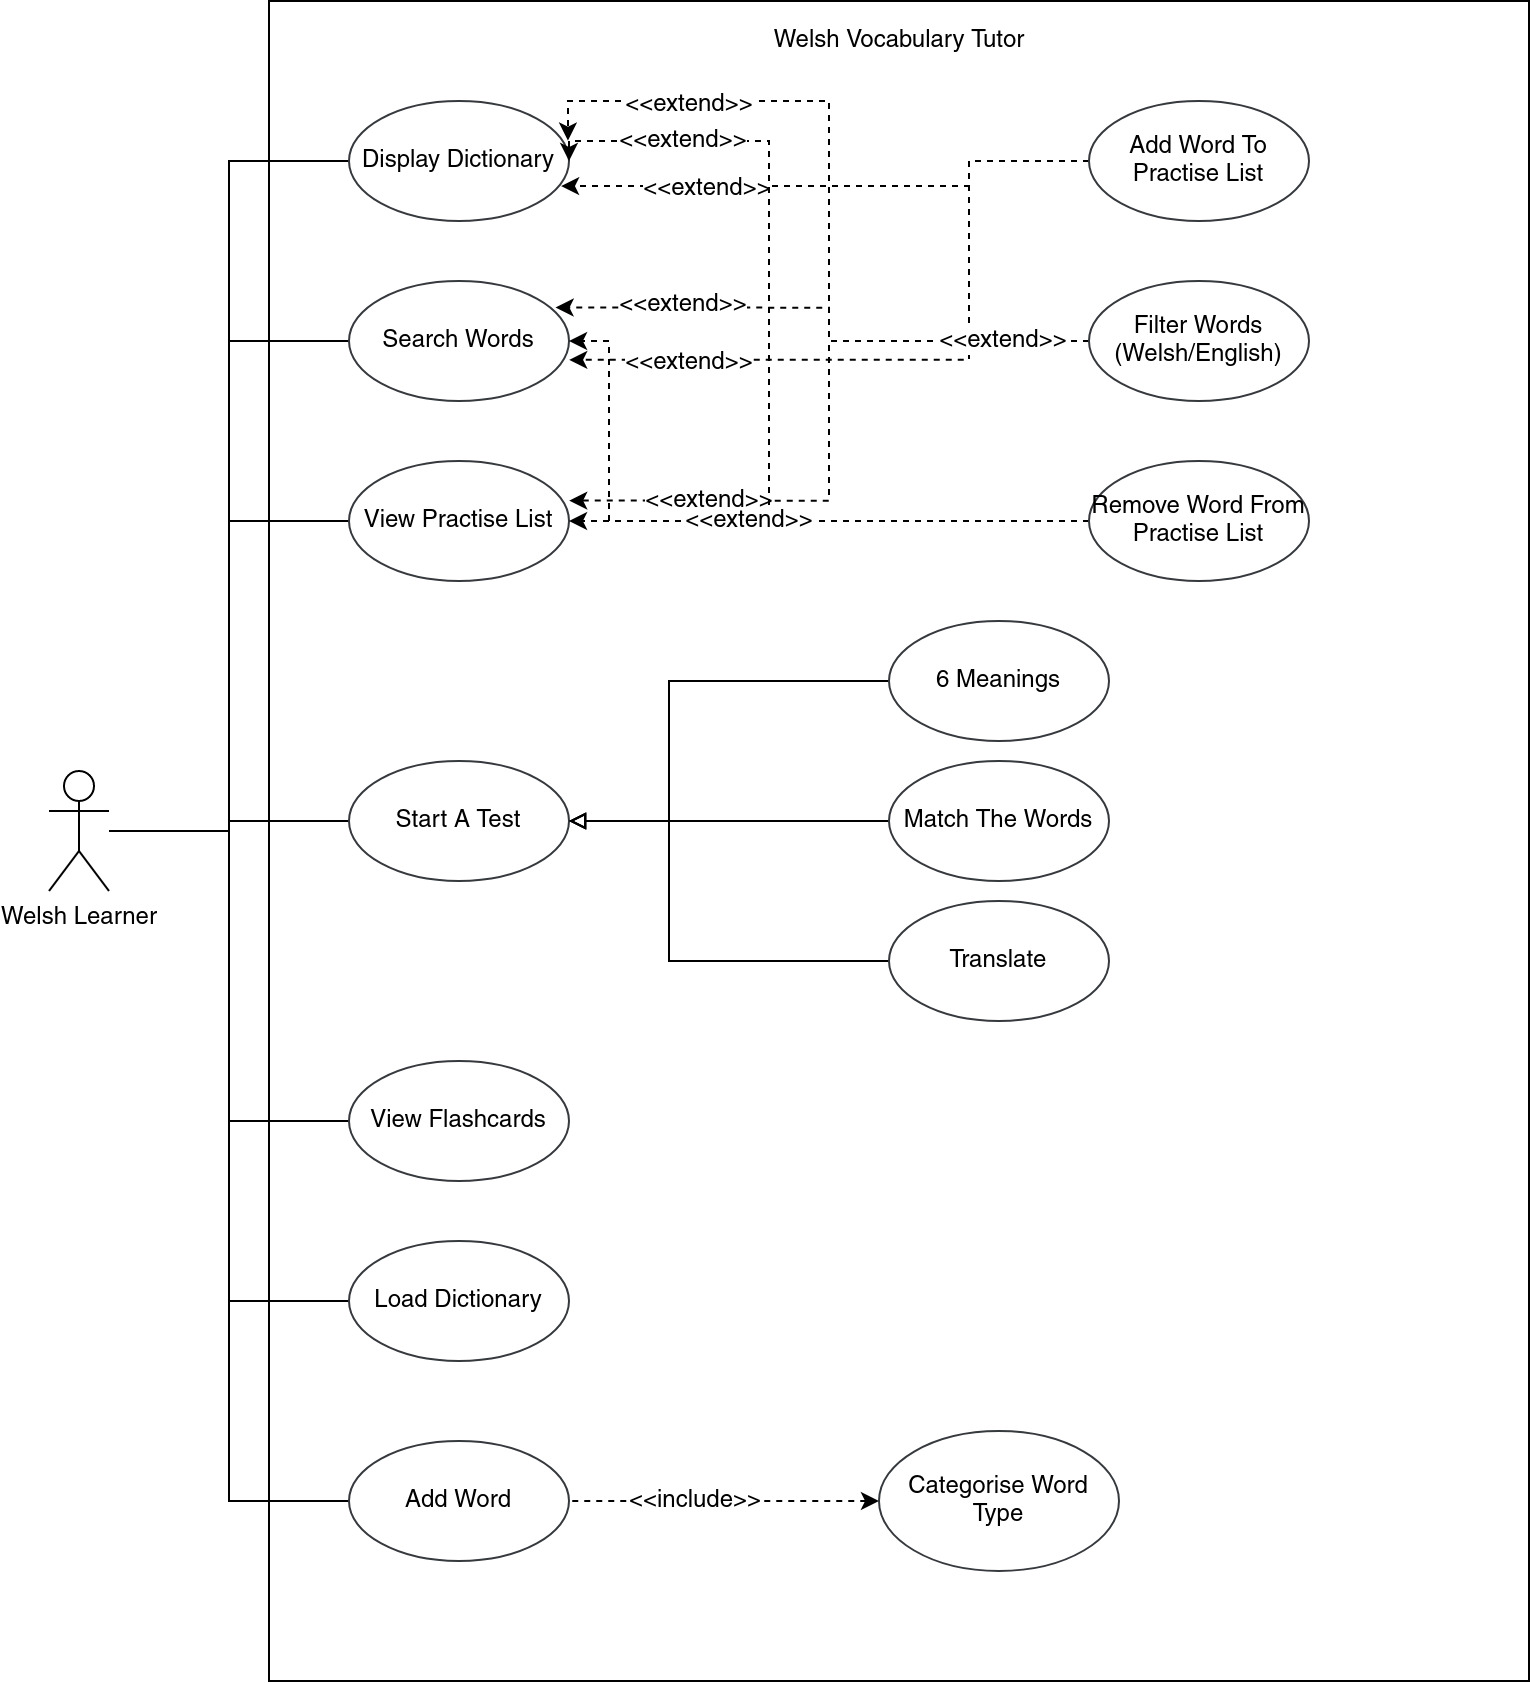 Welsh Vocabulary Tutor
<<extend>>
<<extend>>
Display Dictionary
<<extend>>
Add Word To
Practise List
<<extend>>
Search Words
<<extend>>
<<extend>>
Filter Words
(Welsh/English)
View Practise List
<<extend>>
<<extend>>
Remove Word From
Practise List
6 Meanings
Start A Test
Match The Words
Welsh Learner
Translate
View Flashcards
Load Dictionary
Add Word
<<include>>
Categorise Word
Type